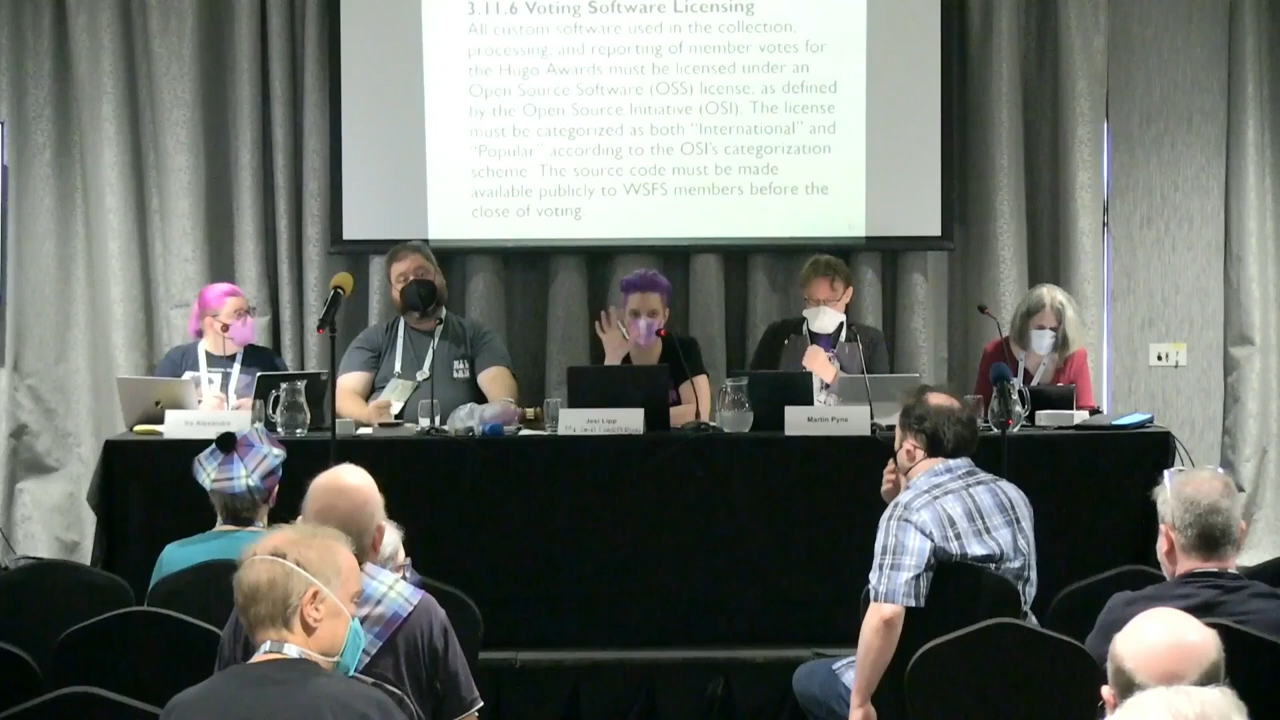 3.11.6 Voting Software Licensing
All custom software used in the collection,
processing, and reporting of member votes for
the Hugo Awards must be licensed under an
Open Source Software (OSS) license, as defined
by the Open Source Initiative (OSI). The license
must be categorized as both "International" and
"Popular" according to the OSI's categorization
scheme. The source code must be made
available publicly to WSFS members before the
close of voting.
Ira Alexandre
Jesi Lipp
Martin Pyne